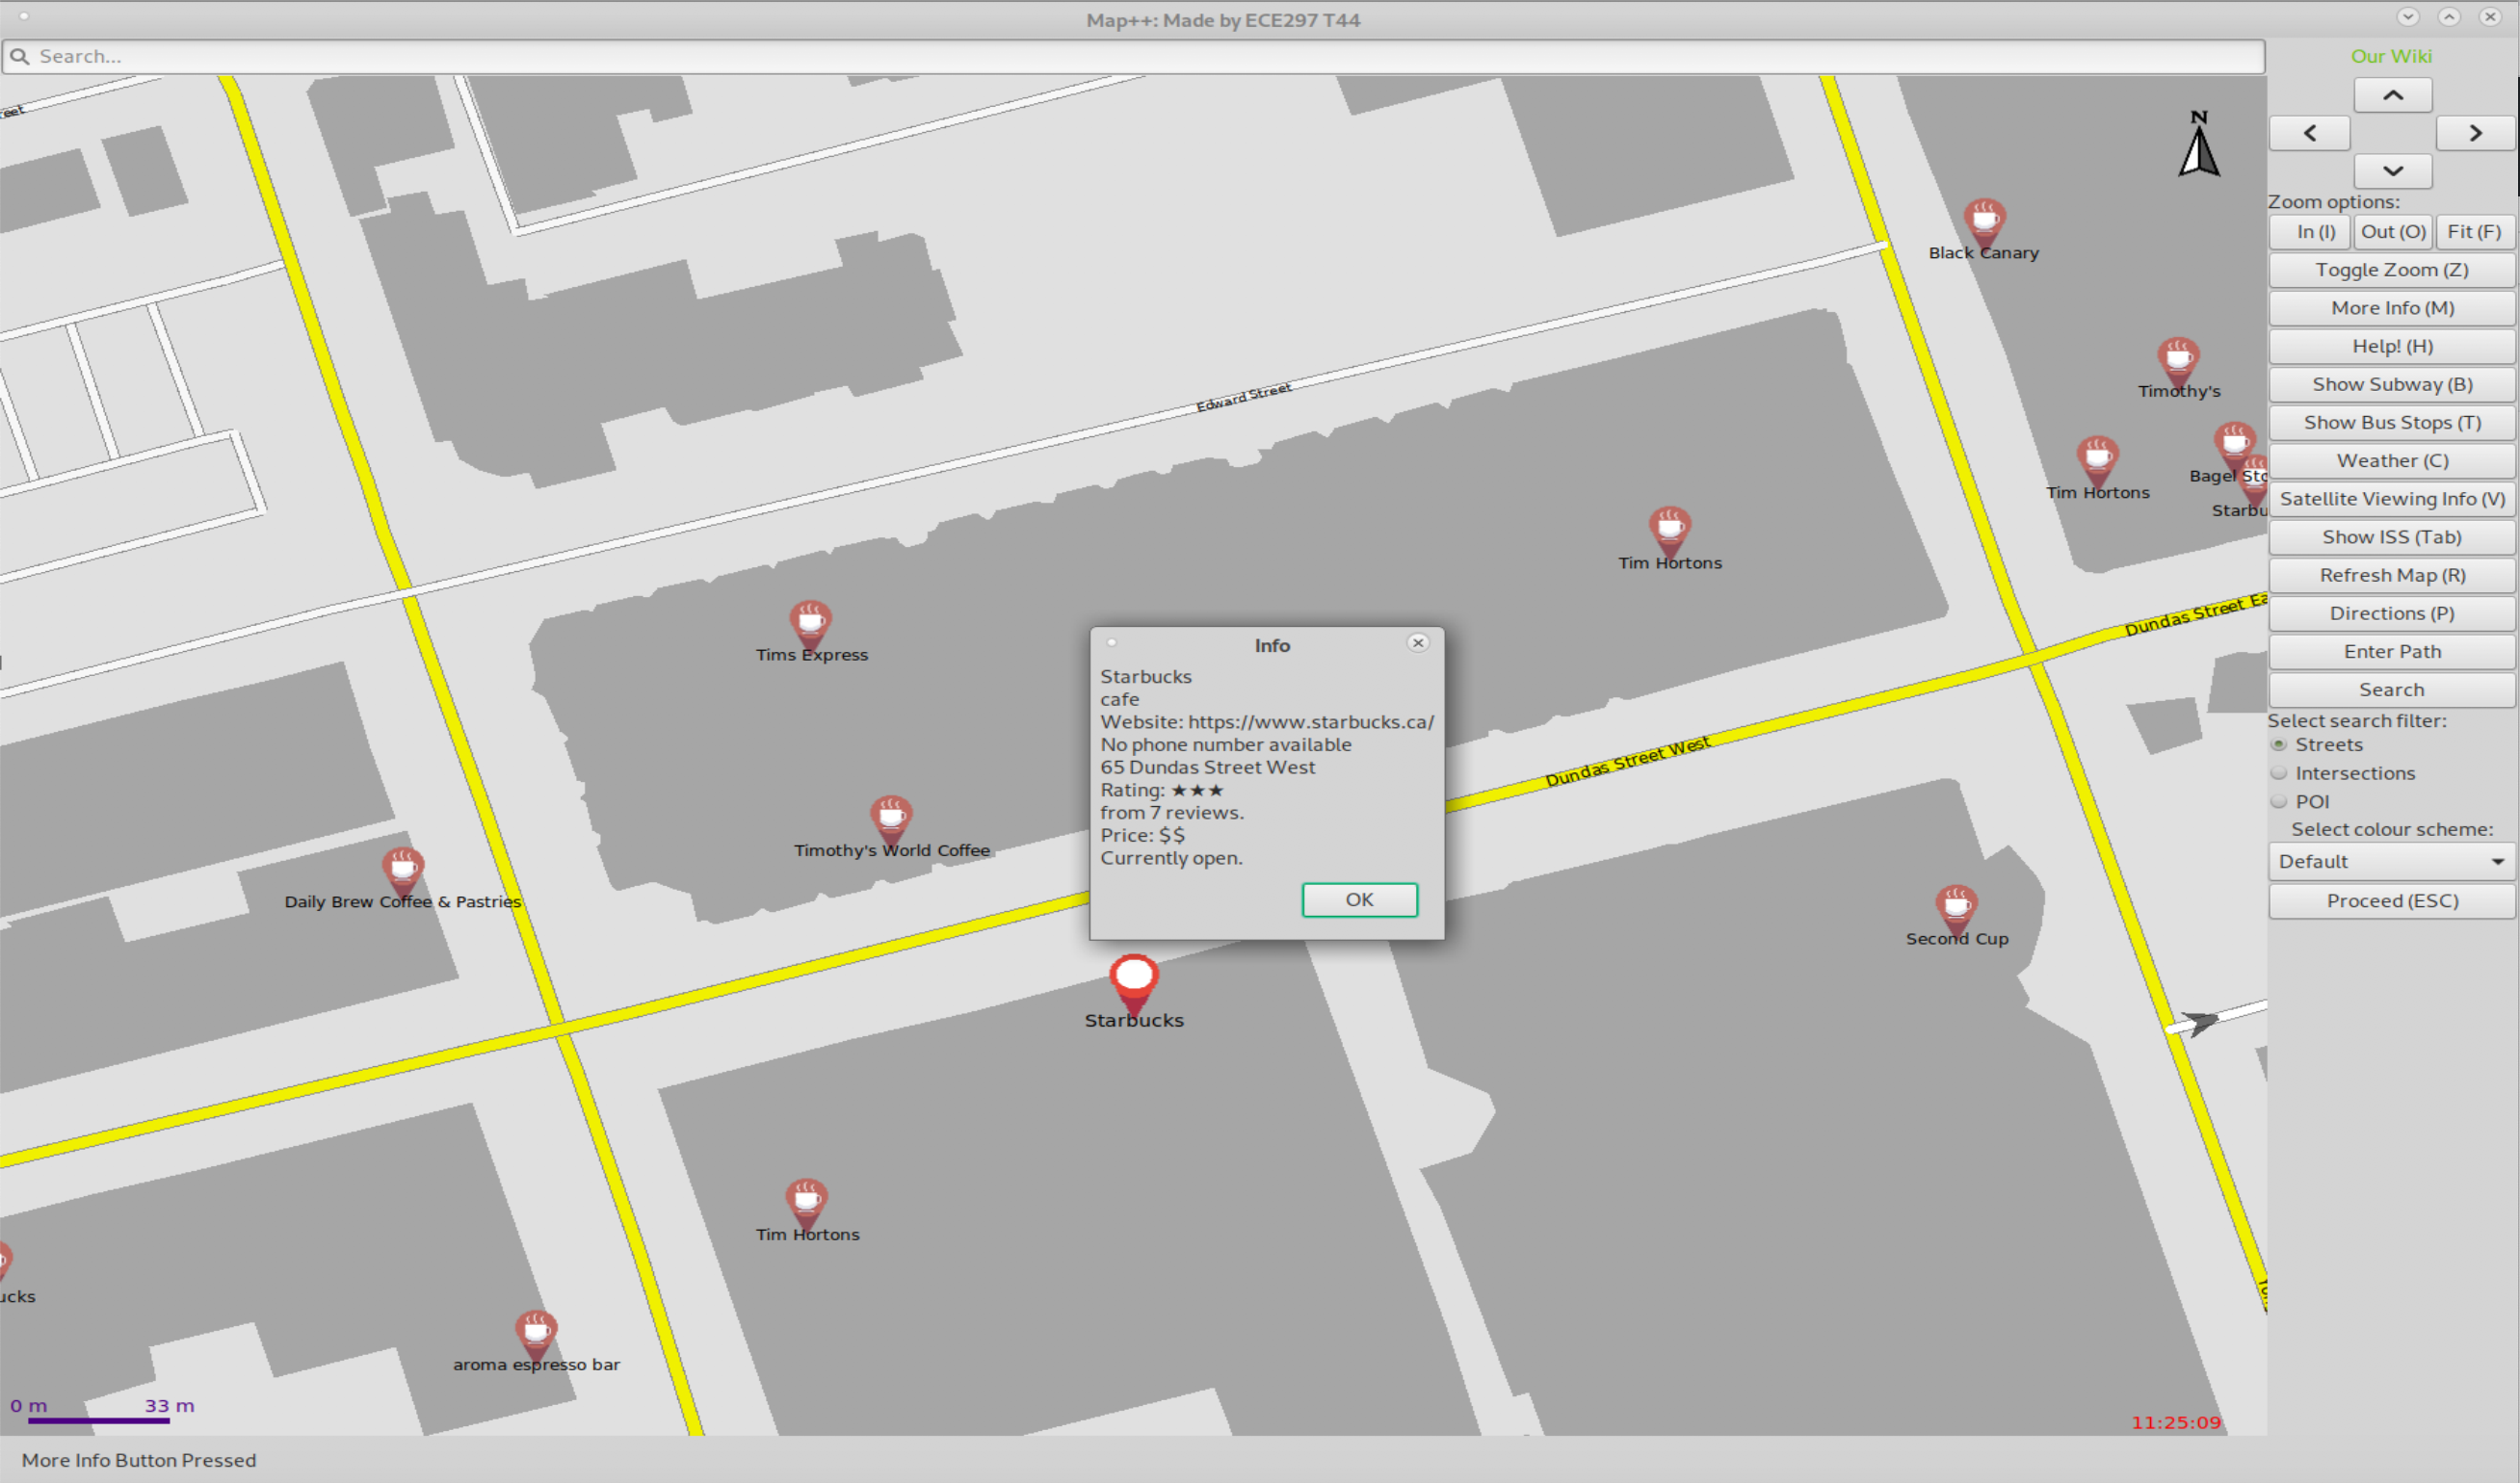 Map++: Made by ECE297 T44
Search...
Our Wiki
N
Zoom options:
In (I)
Out (O)
Fit (F)
Toggle Zoom (Z)
More Info (M)
Help! (H)
Show Subway (B)
Show Bus Stops (T)
Weather (C)
Satellite Viewing Info (V)
Show ISS (Tab)
Refresh Map (R)
Directions (P)
Enter Path
Search
Select search filter:
Streets
Intersections
POI
Select colour scheme:
Default
Proceed (ESC)
reet
Black Canary
Timothy's
Edward Street
Bagel Sto
Tim Hortons
Starbu
Tim Hortons
Dundas Street Ea
Tims Express
Info
Starbucks
cafe
Website: https://www.starbucks.ca/
No phone number available
65 Dundas Street West
Rating: ★★★
from 7 reviews.
Price: $$
Currently open.
OK
Dundas Street West
Timothy's World Coffee
Daily Brew Coffee & Pastries
Second Cup
Starbucks
Tim Hortons
ucks
aroma espresso bar
0 m
33 m
11:25:09
More Info Button Pressed